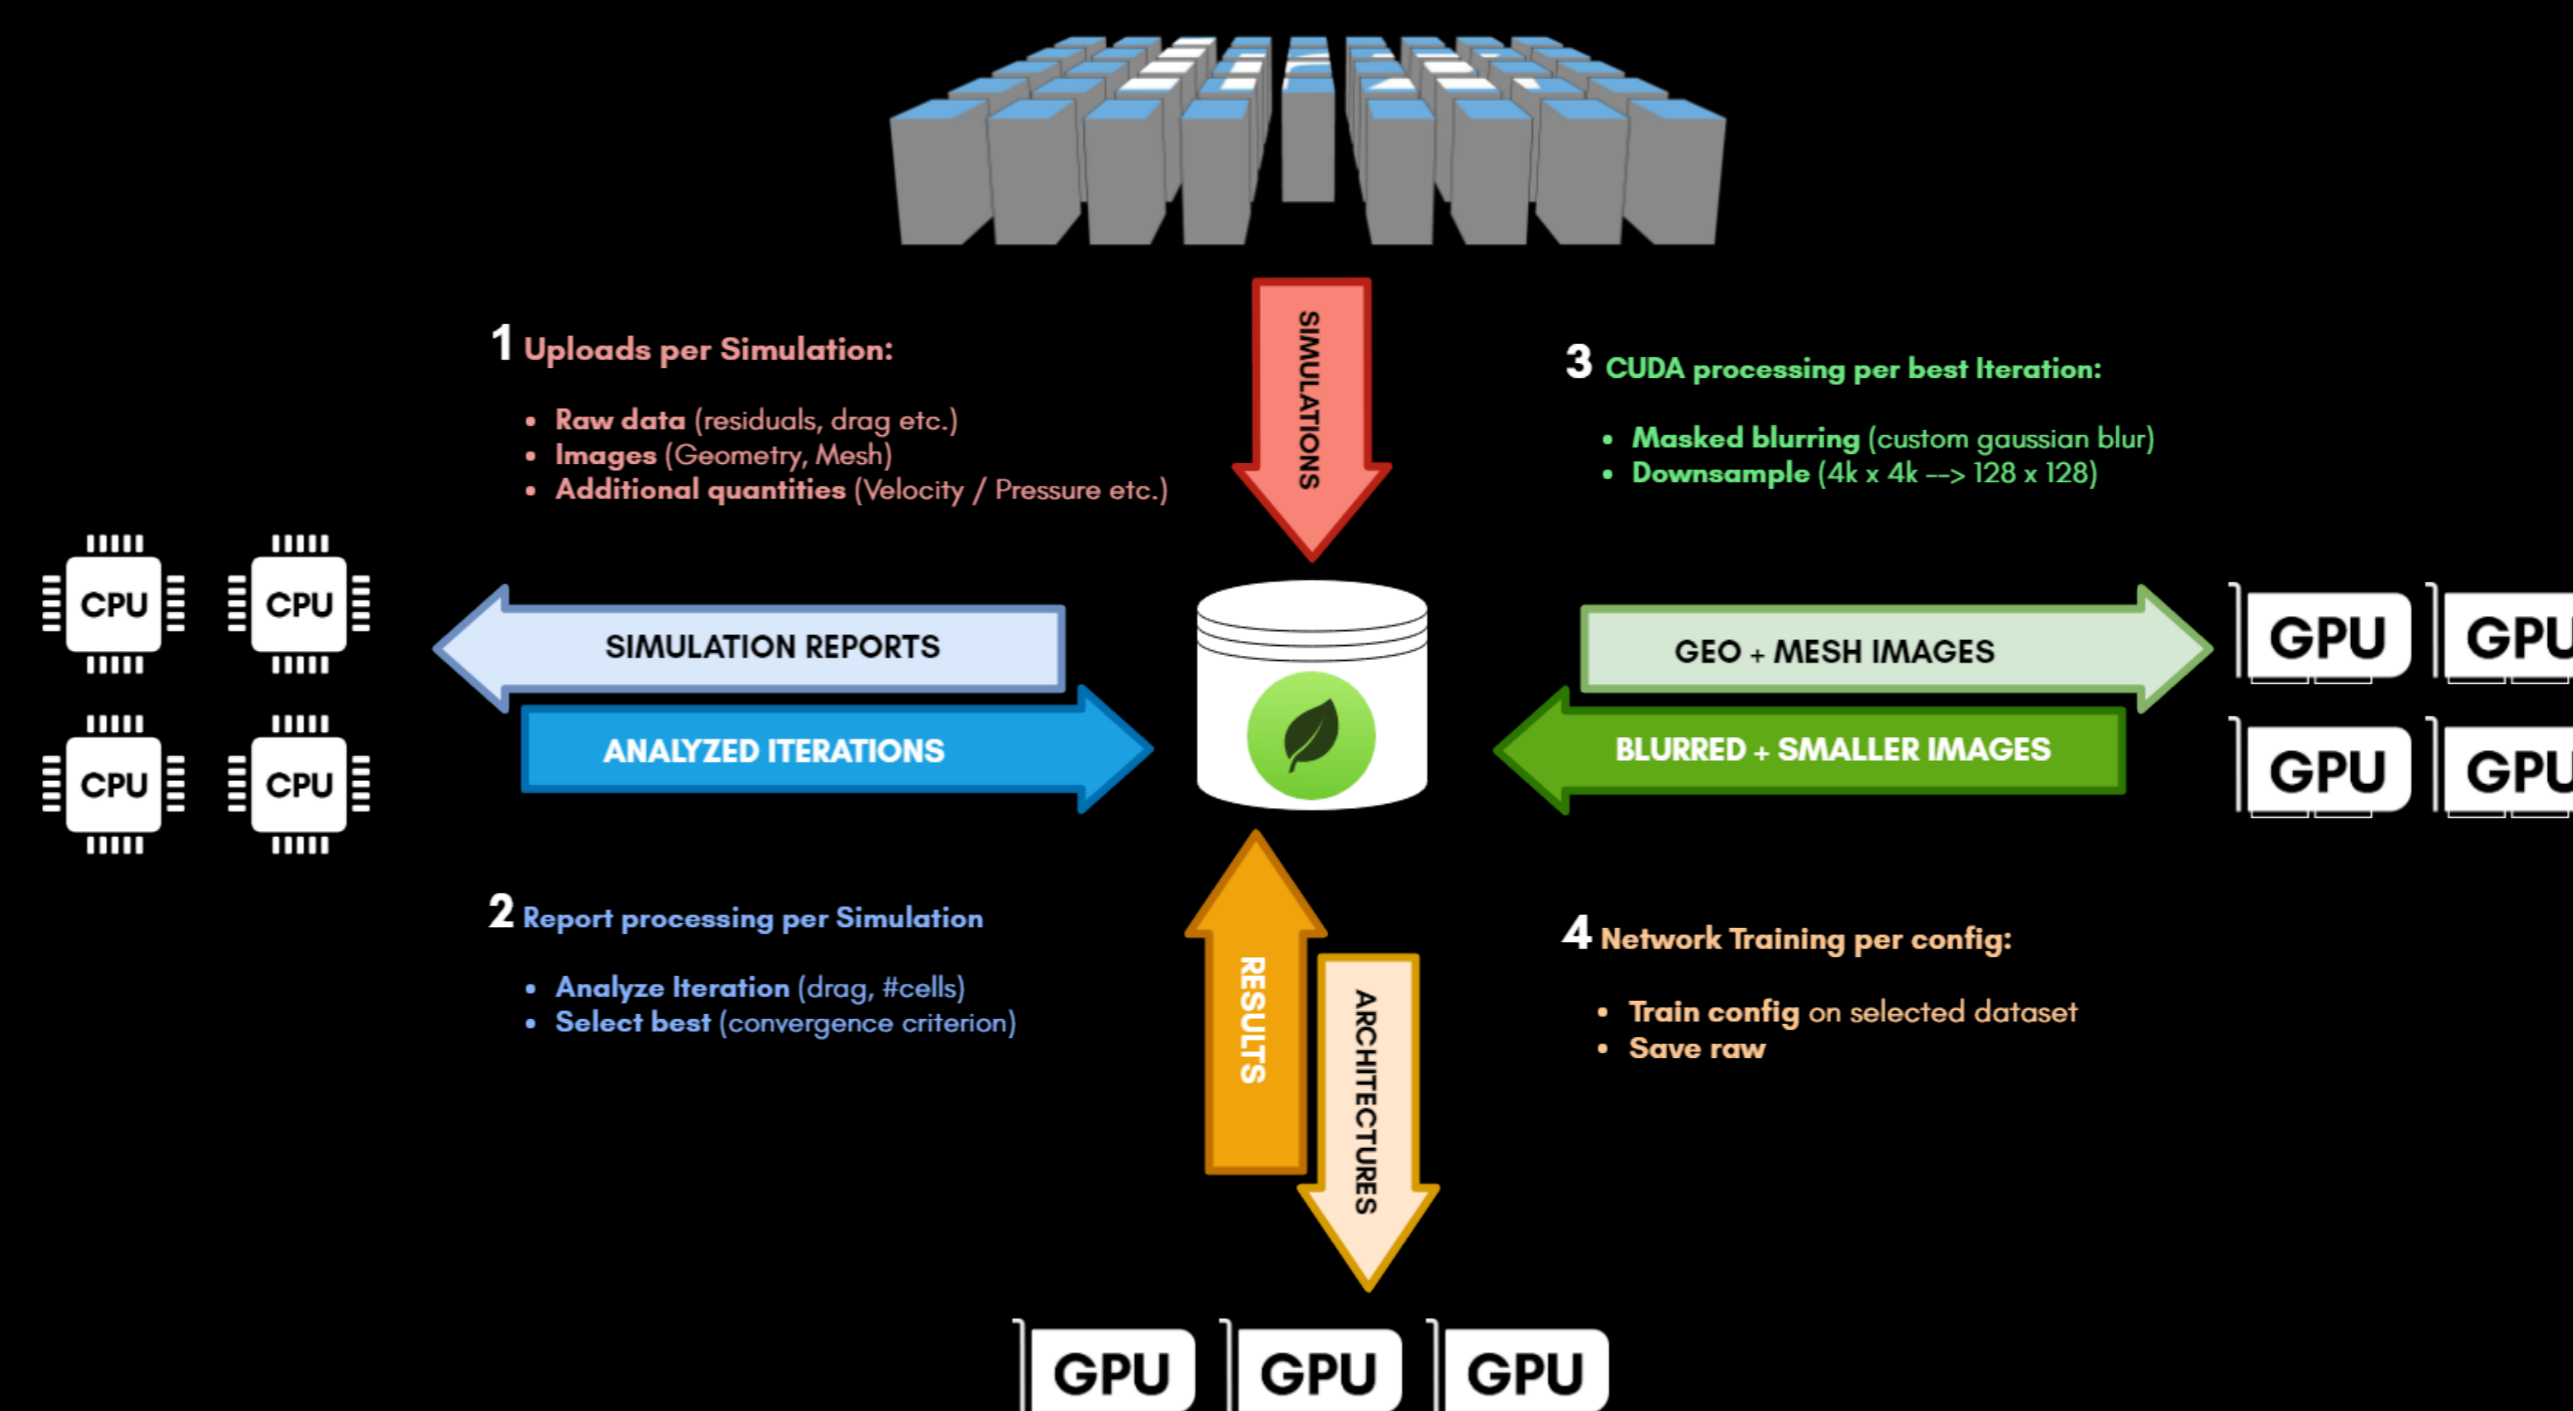 SIMULATIONS
1 Uploads per Simulation:
• Raw data (residuals, drag etc.)
• Images (Geometry, Mesh)
• Additional quantities (Velocity / Pressure etc.)
3 CUDA processing per best Iteration:
• Masked blurring (custom gaussian blur)
• Downsample (4k x 4k --> 128 x 128)
CPU CPU
CPU CPU
SIMULATION REPORTS
ANALYZED ITERATIONS
GEO + MESH IMAGES
BLURRED + SMALLER IMAGES
GPU GPU
GPU GPU
2 Report processing per Simulation
• Analyze Iteration (drag, #cells)
• Select best (convergence criterion)
RESULTS
ARCHITECTURES
4 Network Training per config:
• Train config on selected dataset
• Save raw
GPU GPU GPU